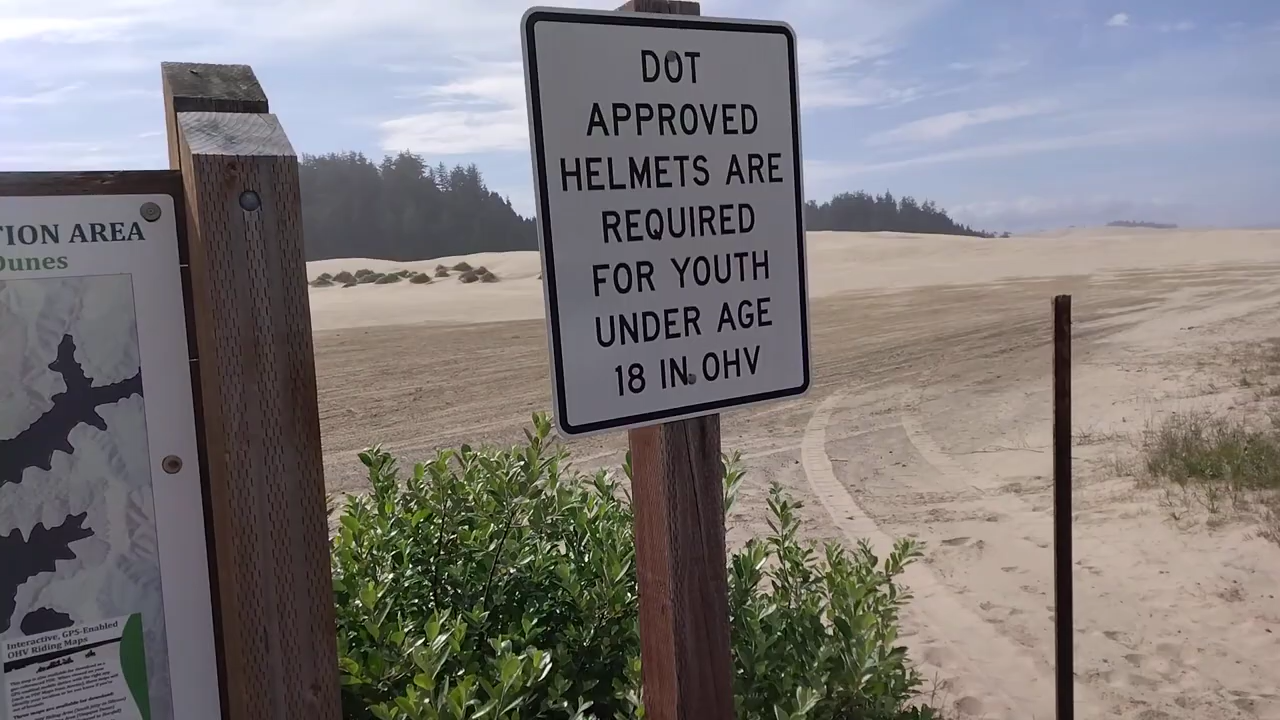 TION AREA
Dunes
Interactive, GPS-Enabled
OHV Riding Maps
DOT
APPROVED
HELMETS ARE
REQUIRED
FOR YOUTH
UNDER AGE
18 IN OHV